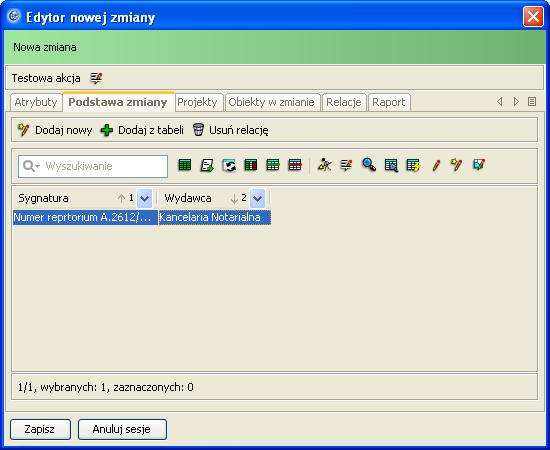 Edytor nowej zmiany
Nowa zmiana
Testowa akcja
Atrybuty Podstawa zmiany Projekty Obiekty w zmianie Relacje Raport
Dodaj nowy Dodaj z tabeli Usuń relację
Wyszukiwanie
Sygnatura 1 Wydawca 2
Numer reprtorium A.2612/... Kancelaria Notarialna
1/1, wybranych: 1, zaznaczonych: 0
Zapisz Anuluj sesje